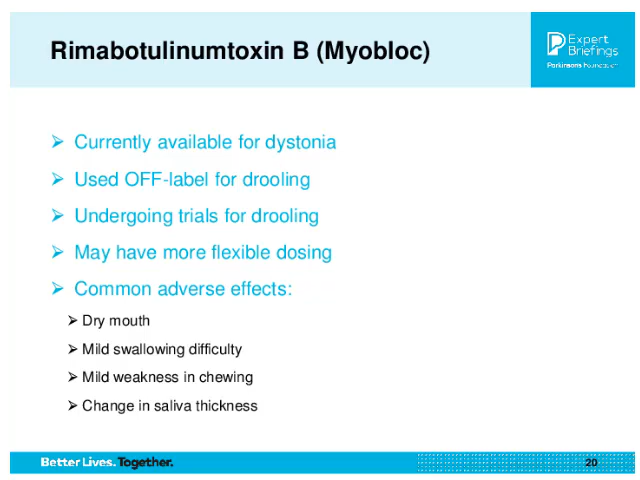 Rimabotulinumtoxin B (Myobloc)
Expert
Briefings
Parkinson's Foundation
➢ Currently available for dystonia
➢ Used OFF-label for drooling
➢ Undergoing trials for drooling
➢ May have more flexible dosing
➢ Common adverse effects:
➢ Dry mouth
➢ Mild swallowing difficulty
➢ Mild weakness in chewing
➢ Change in saliva thickness
Better Lives. Together.
20